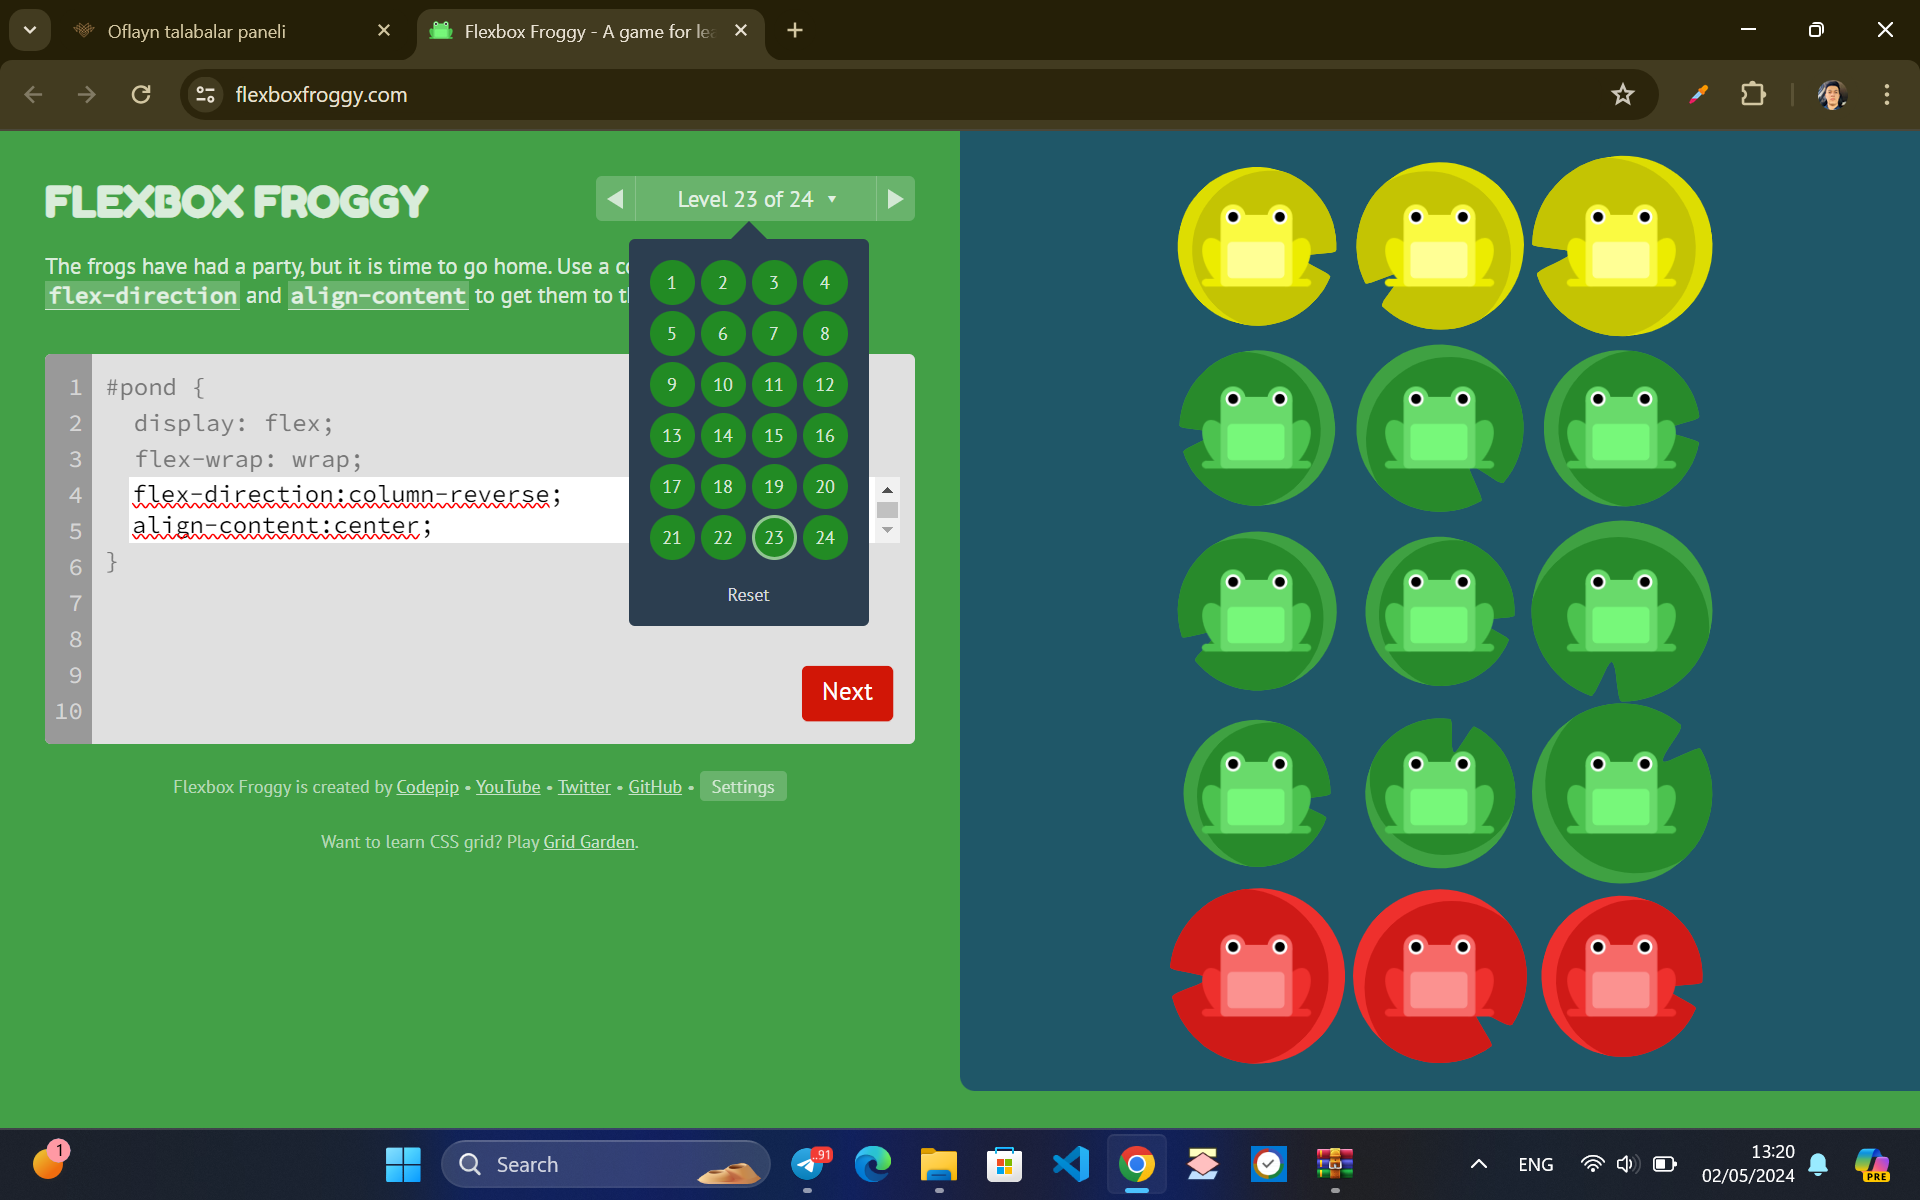 Oflayn talabalar paneli
Flexbox Froggy - A game for lea
flexboxfroggy.com
FLEXBOX FROGGY
Level 23 of 24
The frogs have had a party, but it is time to go home. Use a co
flex-direction and align-content to get them to th
1 2 3 4
5 6 7 8
9 10 11 12
13 14 15 16
17 18 19 20
21 22 23 24
Reset
1 #pond {
2 display: flex;
3 flex-wrap: wrap;
4 flex-direction:column-reverse;
5 align-content:center;
6 }
7
8
9
10
Next
Flexbox Froggy is created by Codepip • YouTube • Twitter • GitHub • Settings
Want to learn CSS grid? Play Grid Garden.
1
Search
..91
ENG
13:20
02/05/2024
PRE